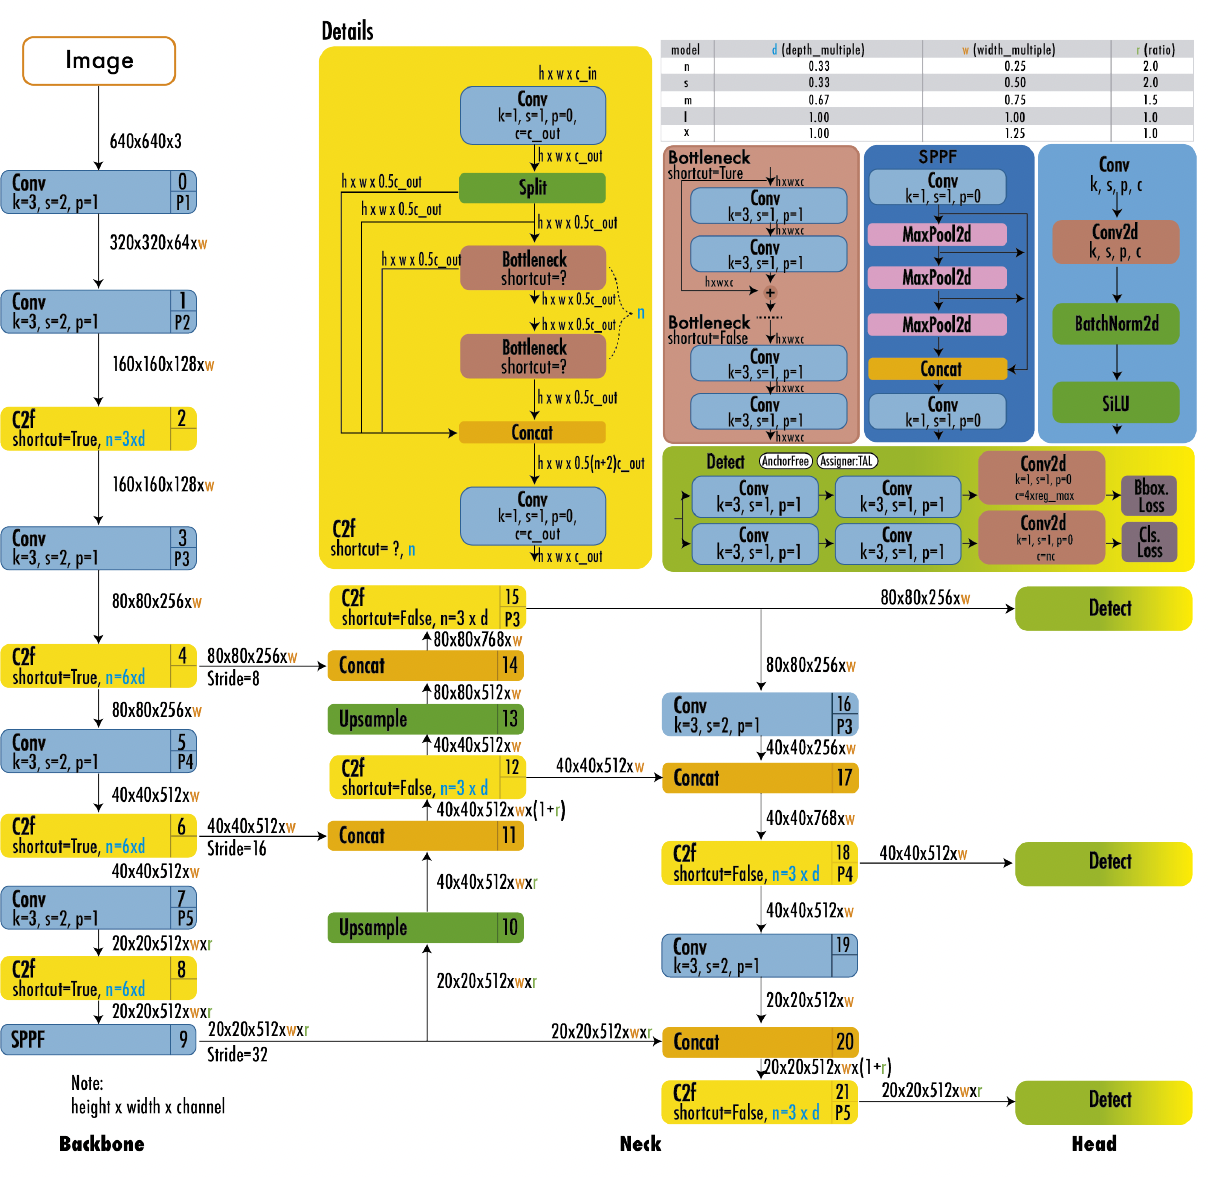 Image
640x640x3
Conv 0
k=3, s=2, p=1 P1
320x320x64xw
Conv 1
k=3, s=2, p=1 P2
160x160x128xw
C2f 2
shortcut=True, n=3xd
160x160x128xw
Conv 3
k=3, s=2, p=1 P3
80x80x256xw
C2f 4
shortcut=True, n=6xd
80x80x256xw
Stride=8
80x80x256xw
Conv 5
k=3, s=2, p=1 P4
40x40x512xw
C2f 6
shortcut=True, n=6xd
40x40x512xw
Stride=16
40x40x512xw
Conv 7
k=3, s=2, p=1 P5
20x20x512xwxr
C2f 8
shortcut=True, n=6xd
20x20x512xwxr
SPPF 9
20x20x512xwxr
Stride=32
Note:
height x width x channel
Backbone
Details
h x w x c_in
Conv
k=1, s=1, p=0,
c=c_out
h x w x c_out
Split
h x w x 0.5c_out
h x w x 0.5c_out
h x w x 0.5c_out
Bottleneck
shortcut=?
h x w x 0.5c_out
h x w x 0.5c_out
n
h x w x 0.5c_out
Bottleneck
shortcut=?
h x w x 0.5c_out
Concat
h x w x 0.5(n+2)c_out
Conv
k=1, s=1, p=0,
c=c_out
h x w x c_out
C2f
shortcut= ?, n
model d (depth_multiple) w (width_multiple) r (ratio)
n 0.33 0.25 2.0
s 0.33 0.50 2.0
m 0.67 0.75 1.5
l 1.00 1.00 1.0
x 1.00 1.25 1.0
Bottleneck
shortcut=Ture
hxwxc
Conv
k=3, s=1, p=1
hxwxc
Conv
k=3, s=1, p=1
hxwxc
+
Bottleneck
shortcut=False
hxwxc
Conv
k=3, s=1, p=1
hxwxc
Conv
k=3, s=1, p=1
hxwxc
SPPF
Conv
k=1, s=1, p=0
MaxPool2d
MaxPool2d
MaxPool2d
Concat
Conv
k=1, s=1, p=0
Conv
k, s, p, c
Conv2d
k, s, p, c
BatchNorm2d
SiLU
Detect AnchorFree Assigner:TAL
Conv
k=3, s=1, p=1
Conv
k=3, s=1, p=1
Conv2d
k=1, s=1, p=0
c=4xreg_max
Bbox.
Loss
Conv
k=3, s=1, p=1
Conv
k=3, s=1, p=1
Conv2d
k=1, s=1, p=0
c=nc
Cls.
Loss
C2f 15
shortcut=False, n=3 x d P3
80x80x768xw
Concat 14
80x80x512xw
Upsample 13
40x40x512xw
C2f 12
shortcut=False, n=3 x d
40x40x512xwx(1+r)
Concat 11
40x40x512xwxr
Upsample 10
20x20x512xwxr
80x80x256xw
Detect
80x80x256xw
Conv 16
k=3, s=2, p=1 P3
40x40x256xw
40x40x512xw
Concat 17
40x40x768xw
C2f 18
shortcut=False, n=3 x d P4
40x40x512xw
Detect
40x40x512xw
Conv 19
k=3, s=2, p=1
20x20x512xw
20x20x512xwxr
Concat 20
20x20x512xwx(1+r)
C2f 21
shortcut=False, n=3 x d P5
20x20x512xwxr
Detect
Neck
Head